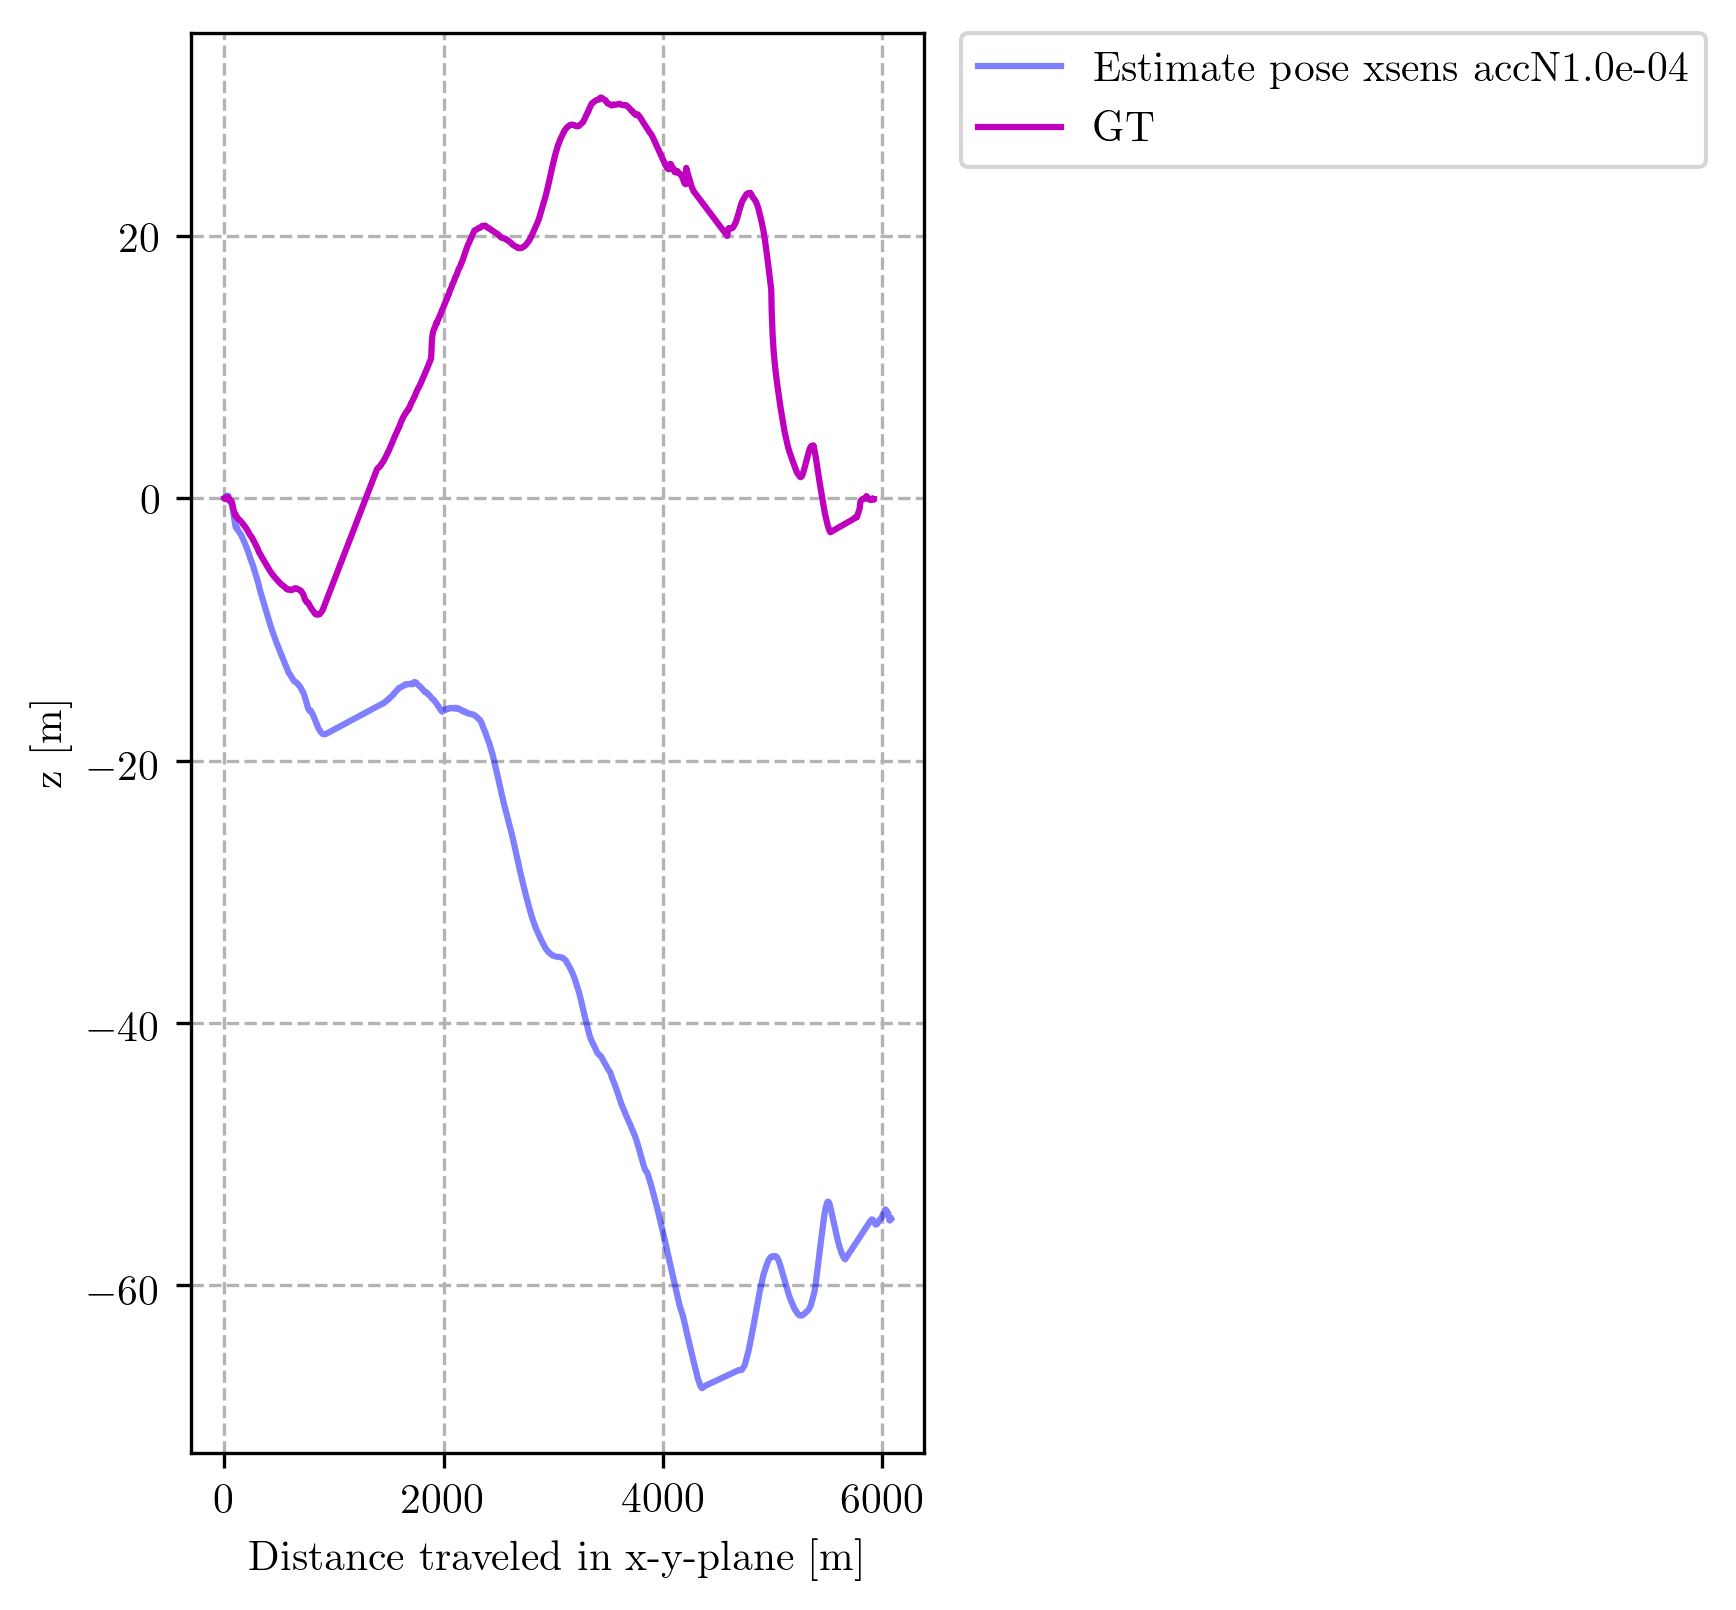 Estimate pose xsens accN1.0e-04
GT
20
0
−20
−40
−60
z [m]
0 2000 4000 6000
Distance traveled in x-y-plane [m]